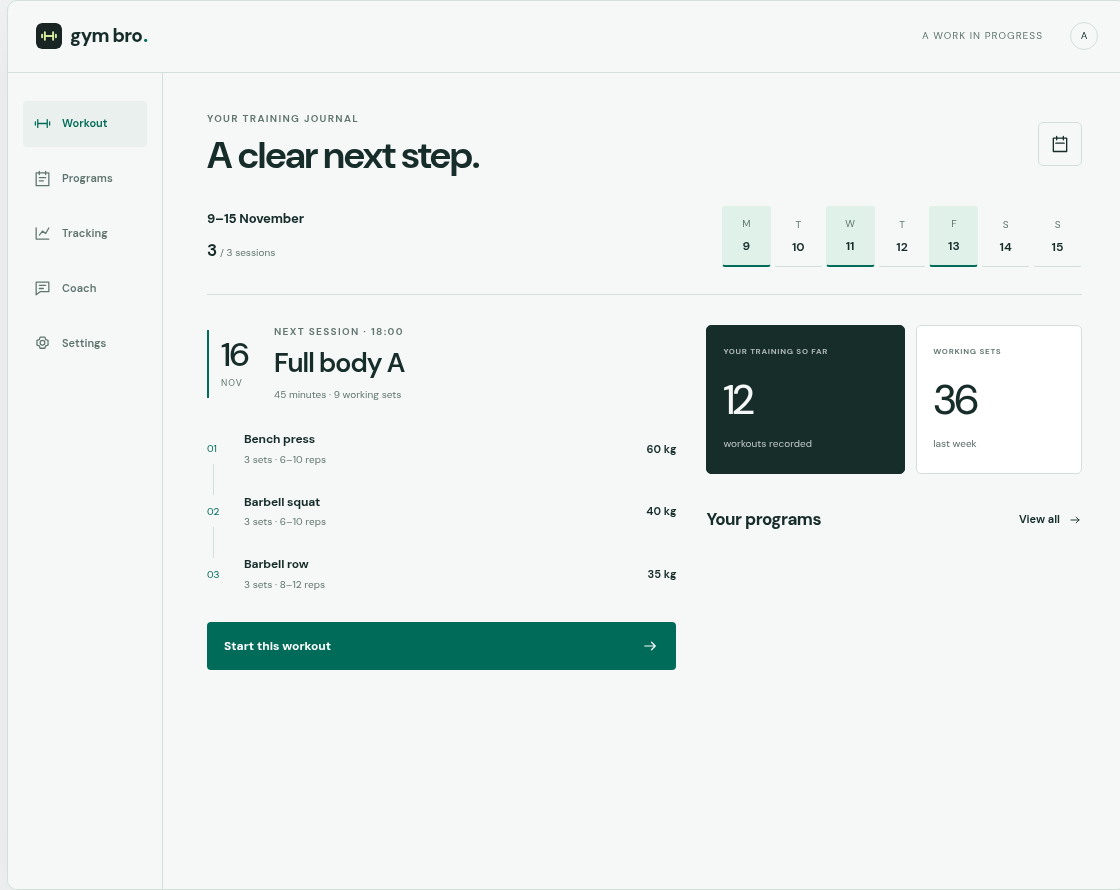 gym bro.
A WORK IN PROGRESS
A
Workout
Programs
Tracking
Coach
Settings
YOUR TRAINING JOURNAL
A clear next step.
9–15 November
3 / 3 sessions
M T W T F S S
9 10 11 12 13 14 15
16
NOV
NEXT SESSION · 18:00
Full body A
45 minutes · 9 working sets
01
Bench press
3 sets · 6–10 reps
60 kg
02
Barbell squat
3 sets · 6–10 reps
40 kg
03
Barbell row
3 sets · 8–12 reps
35 kg
Start this workout
YOUR TRAINING SO FAR
12
workouts recorded
WORKING SETS
36
last week
Your programs
View all